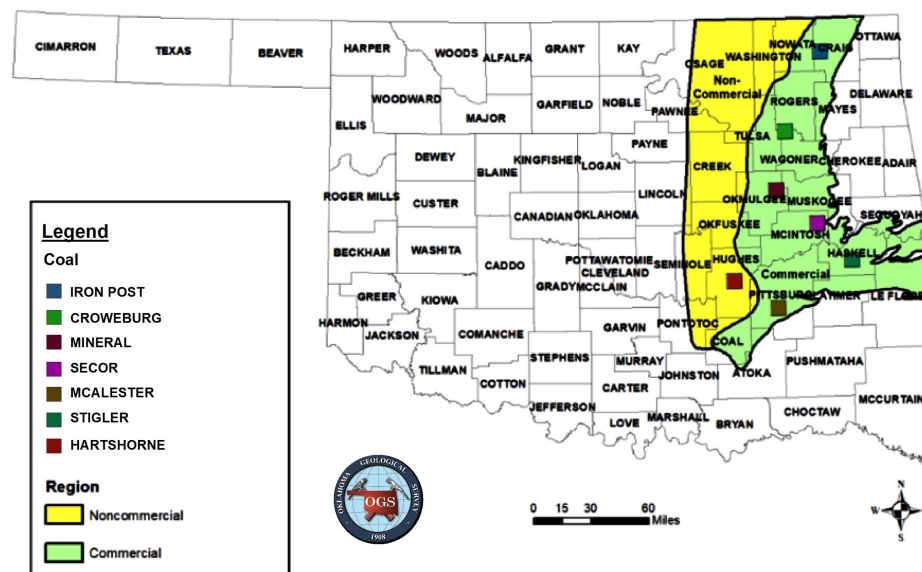 CIMARRON
TEXAS
BEAVER
HARPER
WOODS
ALFALFA
GRANT
KAY
OSAGE
WASHINGTON
NOWATA
CRAIG
OTTAWA
Non-
Commercial
WOODWARD
MAJOR
GARFIELD
NOBLE
PAWNEE
ROGERS
MAYES
DELAWARE
ELLIS
DEWEY
BLAINE
KINGFISHER
LOGAN
PAYNE
CREEK
TULSA
WAGONER
CHEROKEE
ADAIR
ROGER MILLS
CUSTER
CANADIAN
OKLAHOMA
LINCOLN
OKMULGEE
MUSKOGEE
SEQUOYAH
OKFUSKEE
MCINTOSH
BECKHAM
WASHITA
CADDO
GRADY
MCCLAIN
CLEVELAND
POTTAWATOMIE
SEMINOLE
HUGHES
HASKELL
Commercial
PITTSBURG
LATIMER
LE FLORE
GREER
KIOWA
HARMON
JACKSON
COMANCHE
TILLMAN
COTTON
STEPHENS
JEFFERSON
GARVIN
MURRAY
CARTER
LOVE
PONTOTOC
COAL
JOHNSTON
MARSHALL
ATOKA
BRYAN
PUSHMATAHA
CHOCTAW
MCCURTAIN
Legend
Coal
IRON POST
CROWEBURG
MINERAL
SECOR
MCALESTER
STIGLER
HARTSHORNE
Region
Noncommercial
Commercial
OKLAHOMA GEOLOGICAL SURVEY
OGS
1908
0 15 30 60
Miles
N
W
S